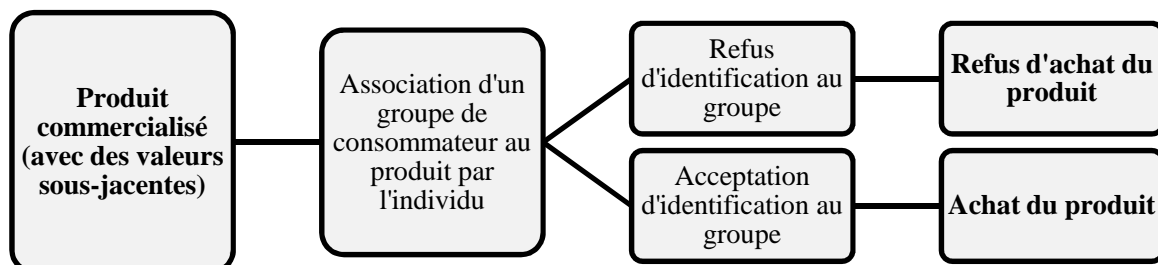 Produit
commercialisé
(avec des valeurs
sous-jacentes)
Association d'un
groupe de
consommateur au
produit par
l'individu
Refus
d'identification au
groupe
Refus d'achat du
produit
Acceptation
d'identification au
groupe
Achat du produit